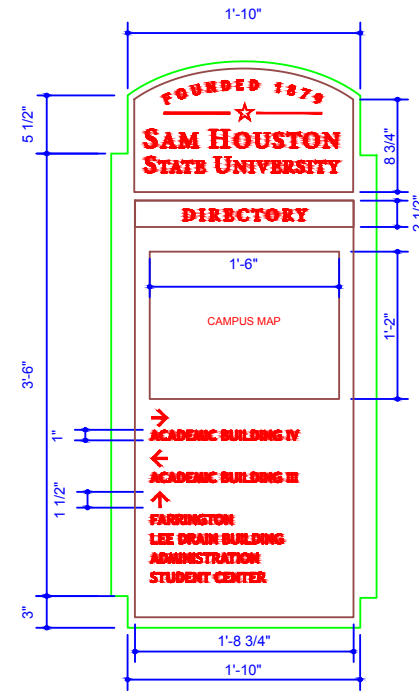 1'-10"
FOUNDED 1879
5 1/2"
8 3/4"
SAM HOUSTON
STATE UNIVERSITY
DIRECTORY
2 1/2"
1'-6"
CAMPUS MAP
1'-2"
3'-6"
1"
ACADEMIC BUILDING IV
ACADEMIC BUILDING III
1 1/2"
FARRINGTON
LEE DRAIN BUILDING
ADMINISTRATION
STUDENT CENTER
3"
1'-8 3/4"
1'-10"